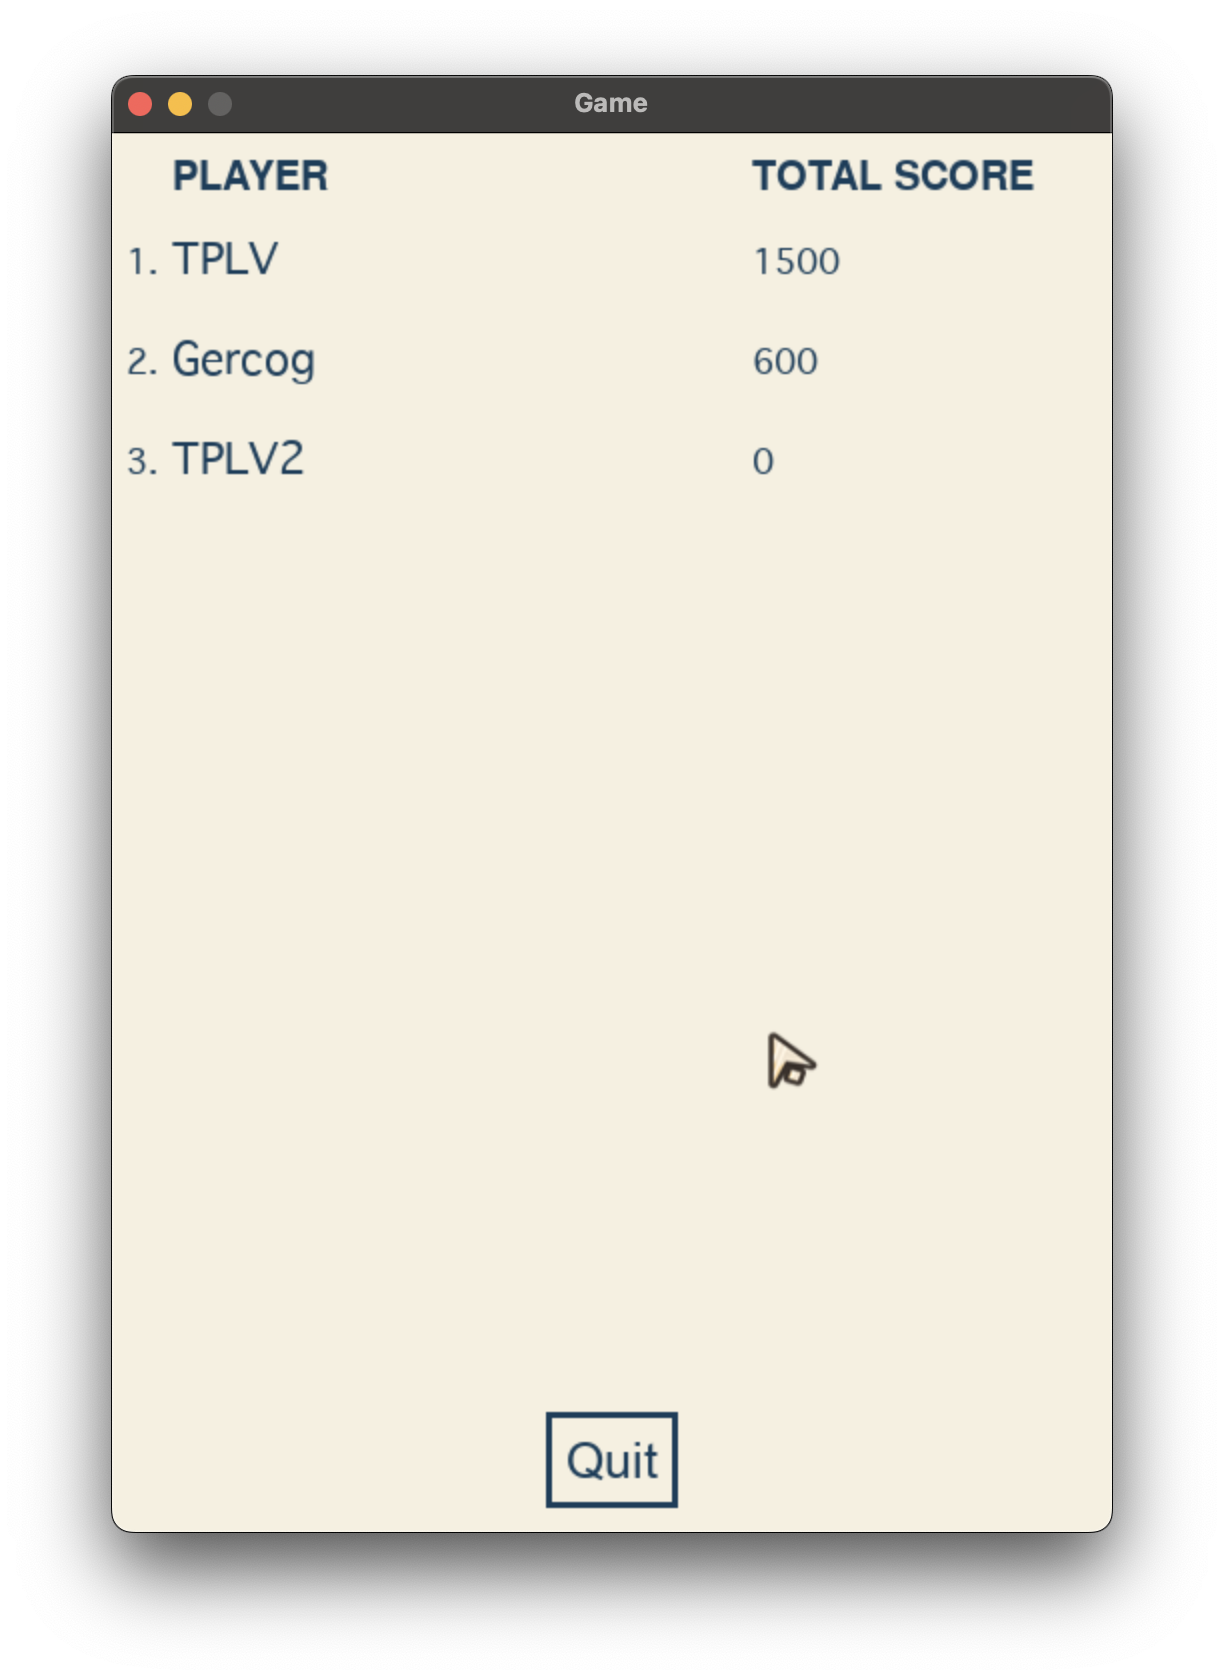 Game
PLAYER TOTAL SCORE
1. TPLV 1500
2. Gercog 600
3. TPLV2 0
Quit